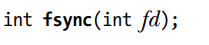 int fsync(int fd);